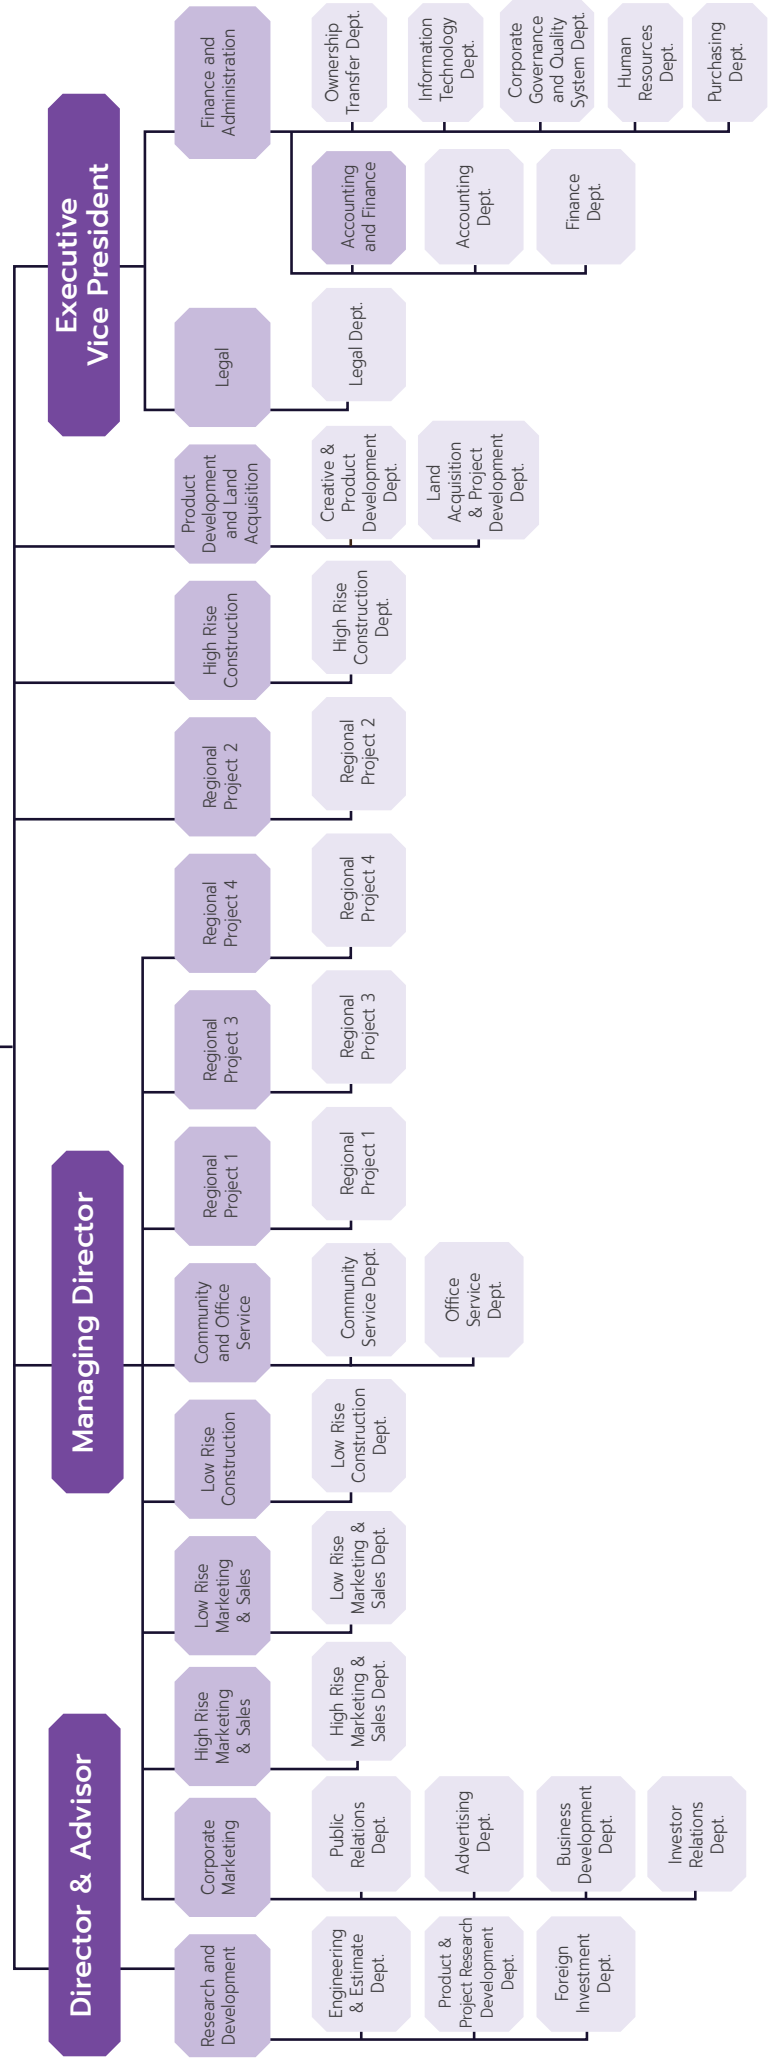 Director & Advisor
Managing Director
Executive
Vice President
Research and
Development
Corporate
Marketing
High Rise
Marketing
& Sales
Low Rise
Marketing
& Sales
Low Rise
Construction
Community
and Office
Service
Regional
Project 1
Regional
Project 3
Regional
Project 4
Regional
Project 2
High Rise
Construction
Product
Development
and Land
Acquisition
Legal
Finance and
Administration
Engineering
& Estimate
Dept.
Public
Relations
Dept.
High Rise
Marketing &
Sales Dept.
Low Rise
Marketing &
Sales Dept.
Low Rise
Construction
Dept.
Community
Service Dept.
Regional
Project 1
Regional
Project 3
Regional
Project 4
Regional
Project 2
High Rise
Construction
Dept.
Creative &
Product
Development
Dept.
Legal Dept.
Accounting
and Finance
Ownership
Transfer Dept.
Product &
Project Research
Development
Dept.
Advertising
Dept.
Office
Service
Dept.
Land
Acquisition
& Project
Development
Dept.
Accounting
Dept.
Information
Technology
Dept.
Foreign
Investment
Dept.
Business
Development
Dept.
Finance
Dept.
Corporate
Governance
and Quality
System Dept.
Investor
Relations
Dept.
Human
Resources
Dept.
Purchasing
Dept.